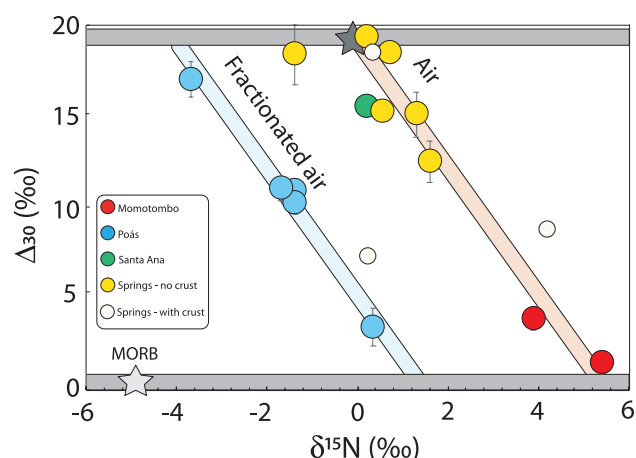 20
15
10
5
0
Δ30 (‰)
Fractionated air
Air
Momotombo
Poás
Santa Ana
Springs - no crust
Springs - with crust
MORB
-6 -4 -2 0 2 4 6
δ¹⁵N (‰)